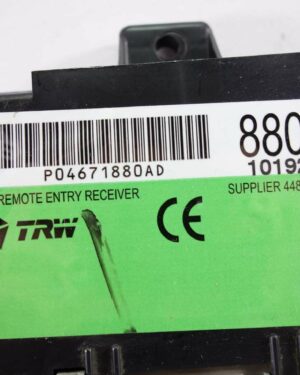 880
P04671880AD
10192
REMOTE ENTRY RECEIVER
SUPPLIER 448
TRW
CE